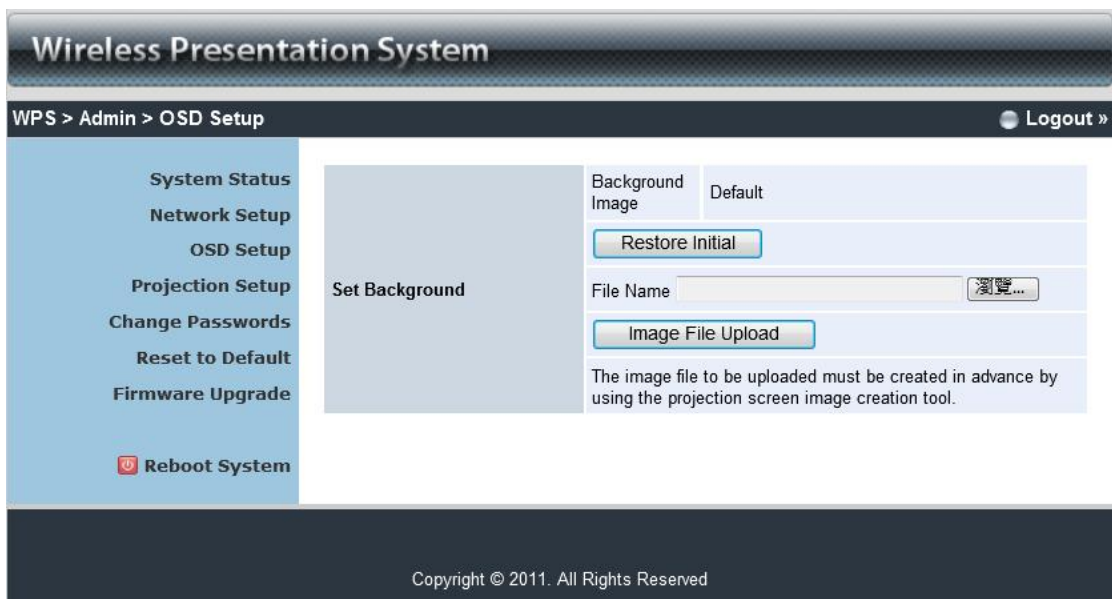 Wireless Presentation System
WPS > Admin > OSD Setup
Logout »
System Status
Network Setup
OSD Setup
Projection Setup
Change Passwords
Reset to Default
Firmware Upgrade
Reboot System
Set Background
Background
Image
Default
Restore Initial
File Name
瀏覽...
Image File Upload
The image file to be uploaded must be created in advance by
using the projection screen image creation tool.
Copyright © 2011. All Rights Reserved